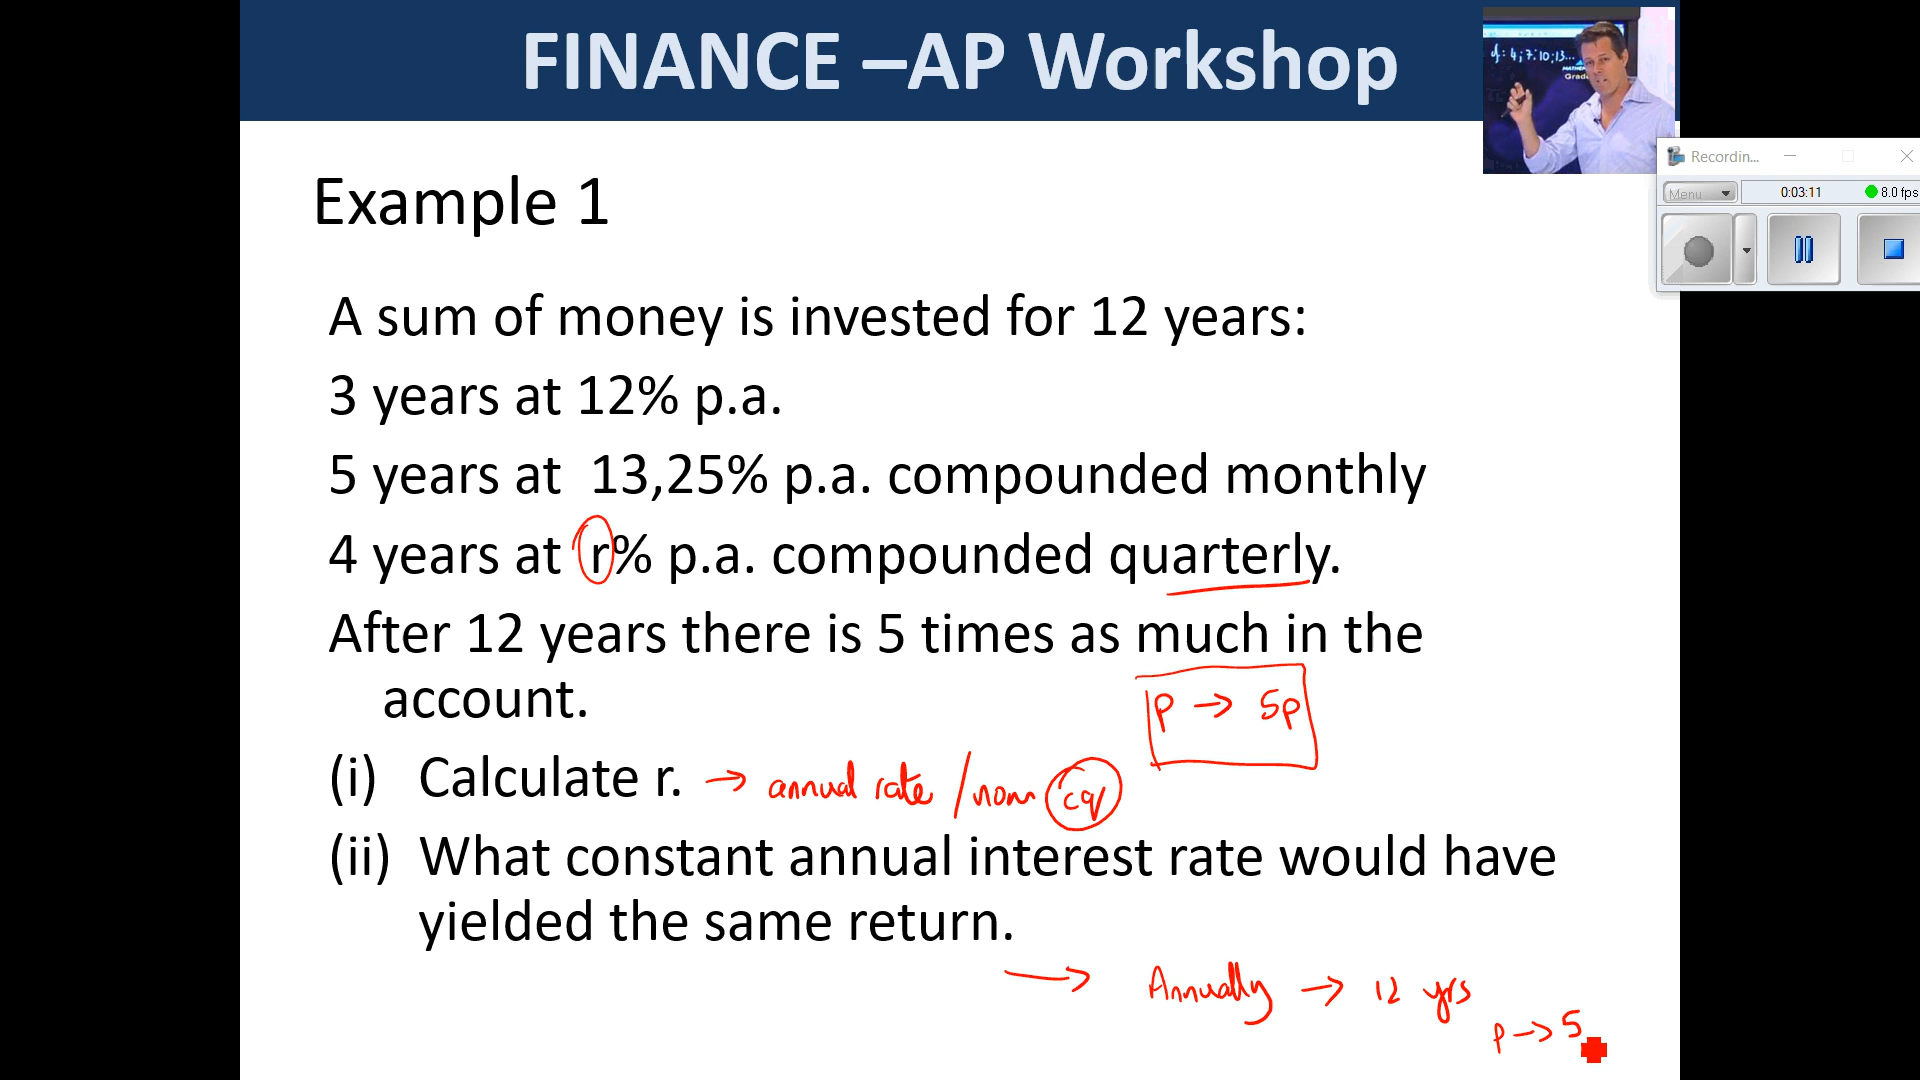 FINANCE –AP Workshop
Example 1
Recordin...
Menu
0:03:11
8.0 fps
A sum of money is invested for 12 years:
3 years at 12% p.a.
5 years at 13,25% p.a. compounded monthly
4 years at r% p.a. compounded quarterly.
After 12 years there is 5 times as much in the
account.
P → 5p
(i) Calculate r. → annual rate / nom cq
(ii) What constant annual interest rate would have
yielded the same return.
→ Annually → 12 yrs
P → 5